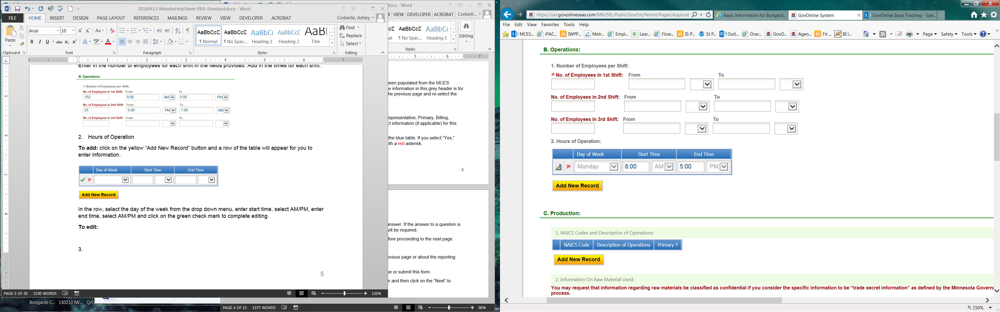 20160413-WebsiteHelpSheet-PRA-Standard.docx - Word
FILE HOME INSERT DESIGN PAGE LAYOUT REFERENCES MAILINGS REVIEW VIEW DEVELOPER ACROBAT
Corbeille, Ashley
Paste
Arial 10
Clipboard Font Paragraph Styles Editing
AaBbCcD AaBbCcD AaBbC( AaBbCcE AaBl
¶ Normal ¶ No Spac... Heading 1 Heading 2 Title
Find
Replace
Select
Enter in the number of employees for each shift in the fields provided. Add in the times for each shift.
B. Operations:
1. Number of Employees per Shift:
No. of Employees in 1st Shift: From To
152 8:00 AM 5:00 PM
No. of Employees in 2nd Shift: From To
25 5:00 PM 1:00 AM
No. of Employees in 3rd Shift: From To
2. Hours of Operation
To add: click on the yellow “Add New Record” button and a row of the table will appear for you to
enter information.
Day of Week Start Time End Time
Add New Record
In the row, select the day of the week from the drop down menu, enter start time, select AM/PM, enter
end time, select AM/PM and click on the green check mark to complete editing.
To edit:
3.
5
PAGE 5 OF 20 2230 WORDS 110%
Bongards C... 150210 IW... QA
docx - Word
VIEW DEVELOPER ACROBAT Corbeill...
AaBbCcD AaBbC(
¶ No Spac... Heading 1
Editing
Styles
been populated from the MCES
e information in this grey header is for
he previous page and re-select the
Representative, Primary, Billing,
ct information (if applicable) for this
the blue table. If you select “Yes,”
ith a red asterisk.
4
answer. If the answer to a question is
will be required.
fore proceeding to the next page.
evious page or about the reporting
ue or submit this form.
n and then click on the “Next” to
PAGE 4 OF 13 1577 WORDS 90%
https://uat.govonlinesaas.com/MN/SPL/Public/GovEnt/Permit/Pages/Applicat
Basic Information for Bongard...
GovOnline System
GovOnline Issue Tracking - Spe...
File Edit View Favorites Tools Help
MCES... iPAC... IWPP... Metr... Empl... Lear... Flow... IS P... St P... Outl... Orac... GovO... Agen... Fit ... BI I...
Page Safety Tools
B. Operations:
1. Number of Employees per Shift:
* No. of Employees in 1st Shift: From To
No. of Employees in 2nd Shift: From To
No. of Employees in 3rd Shift: From To
2. Hours of Operation:
Day of Week Start Time End Time
Monday 8:00 AM 5:00 PM
Add New Record
C. Production:
1. NAICS Codes and Description of Operations:
NAICS Code Description of Operations Primary ?
Add New Record
2. Information On Raw Material Used:
You may request that information regarding raw materials be classified as confidential if you consider the specific information to be “trade secret information” as defined by the Minnesota Govern
process.
150%